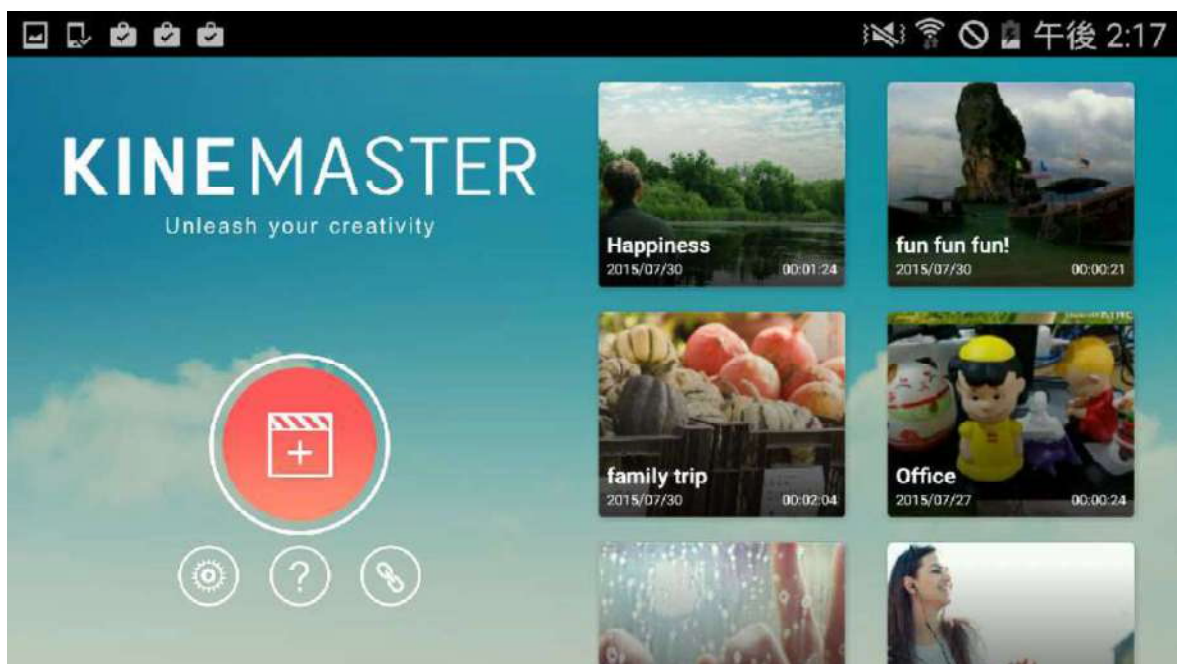 午後 2:17
KINEMASTER
Unleash your creativity
Happiness
2015/07/30 00:01:24
fun fun fun!
2015/07/30 00:00:21
family trip
2015/07/30 00:02:04
Office
2015/07/27 00:00:24